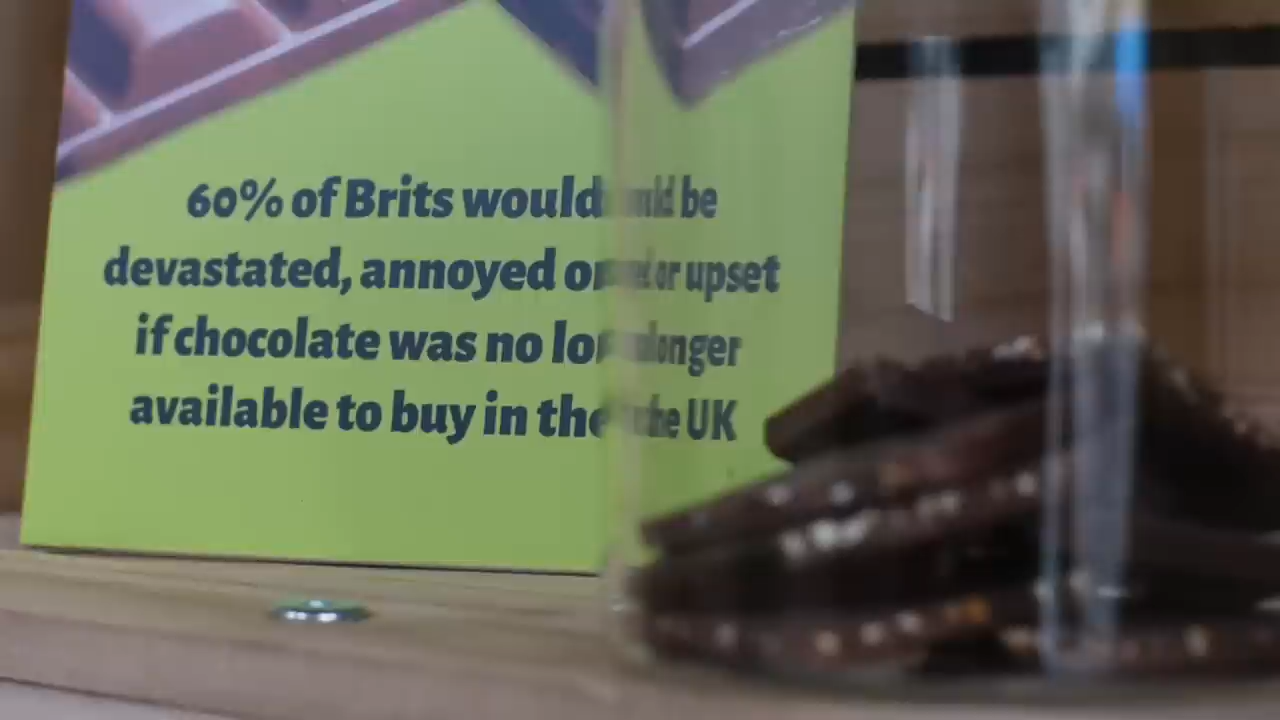 60% of Brits would be
devastated, annoyed or upset
if chocolate was no longer
available to buy in the UK